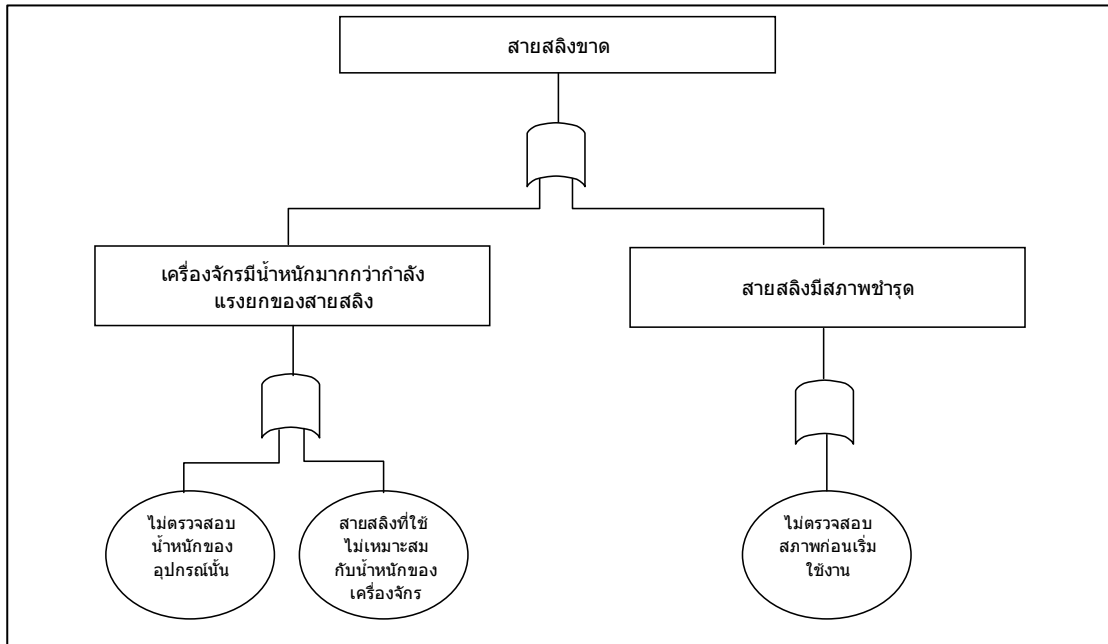 สายสลิงขาด
เครื่องจักรมีน้ำหนักมากกว่ากำลัง
แรงยกของสายสลิง
สายสลิงมีสภาพชำรุด
ไม่ตรวจสอบ
น้ำหนักของ
อุปกรณ์นั้น
สายสลิงที่ใช้
ไม่เหมาะสม
กับน้ำหนักของ
เครื่องจักร
ไม่ตรวจสอบ
สภาพก่อนเริ่ม
ใช้งาน